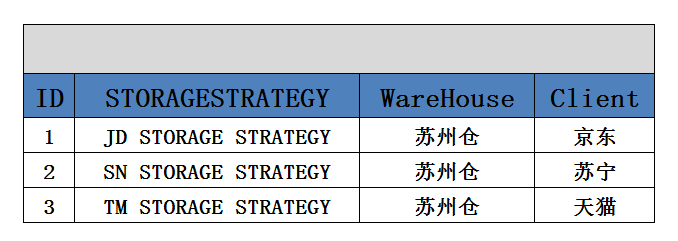 ID STORAGESTRATEGY WareHouse Client
1 JD STORAGE STRATEGY 苏州仓 京东
2 SN STORAGE STRATEGY 苏州仓 苏宁
3 TM STORAGE STRATEGY 苏州仓 天猫